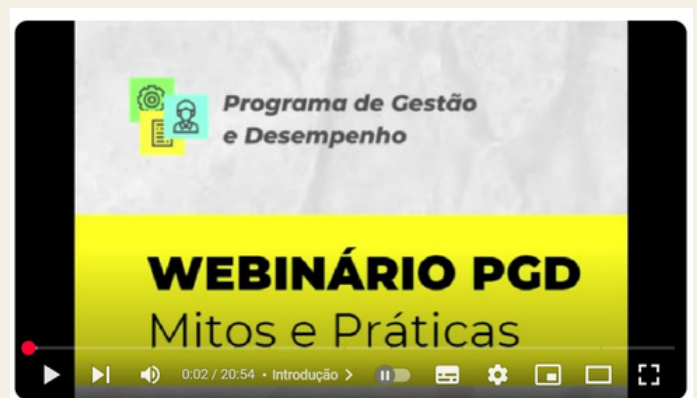 Programa de Gestão
e Desempenho
WEBINÁRIO PGD
Mitos e Práticas
0:02 / 20:54 • Introdução >